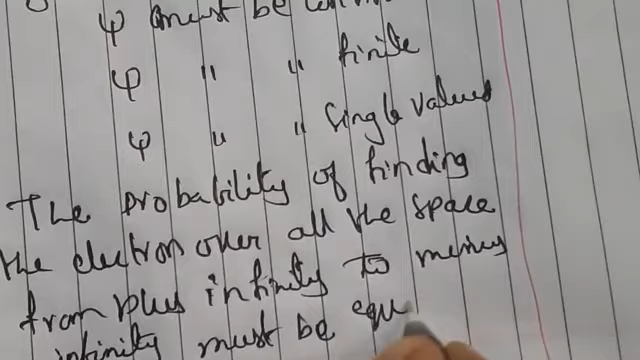 ψ must be
ψ " " finite
ψ " " Single valued
The probability of finding
the electron over all the space
from plus infinity to minus
infinity must be equ